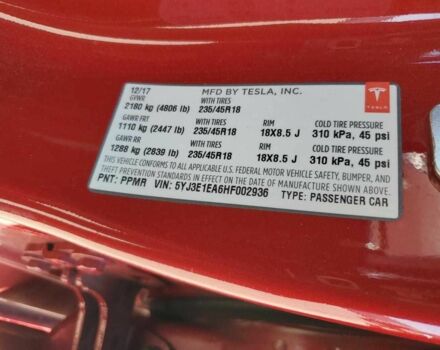 12/17 MFD BY TESLA, INC.
GVWR WITH TIRES
2180 kg (4806 lb) 235/45R18
GAWR FRT WITH TIRES RIM COLD TIRE PRESSURE
1110 kg (2447 lb) 235/45R18 18X8.5 J 310 kPa, 45 psi
GAWR RR WITH TIRES RIM COLD TIRE PRESSURE
1288 kg (2839 lb) 235/45R18 18X8.5 J 310 kPa, 45 psi
THIS VEHICLE CONFORMS TO ALL APPLICABLE U.S. FEDERAL MOTOR VEHICLE SAFETY, BUMPER, AND
THEFT PREVENTION STANDARDS IN EFFECT ON THE DATE OF MANUFACTURE SHOWN ABOVE.
PNT: PPMR VIN: 5YJ3E1EA6HF002936 TYPE: PASSENGER CAR
TESLA